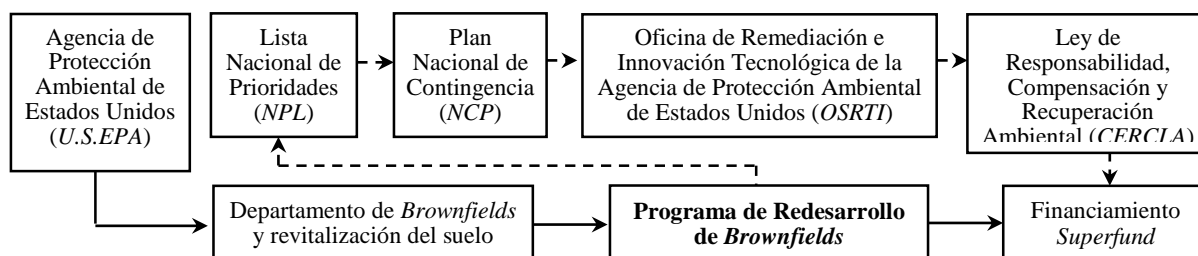 Agencia de
Protección
Ambiental de
Estados Unidos
(U.S.EPA)
Lista
Nacional de
Prioridades
(NPL)
Plan
Nacional de
Contingencia
(NCP)
Oficina de Remediación e
Innovación Tecnológica de la
Agencia de Protección Ambiental
de Estados Unidos (OSRTI)
Ley de
Responsabilidad,
Compensación y
Recuperación
Ambiental (CERCLA)
Departamento de Brownfields
y revitalización del suelo
Programa de Redesarrollo
de Brownfields
Financiamiento
Superfund